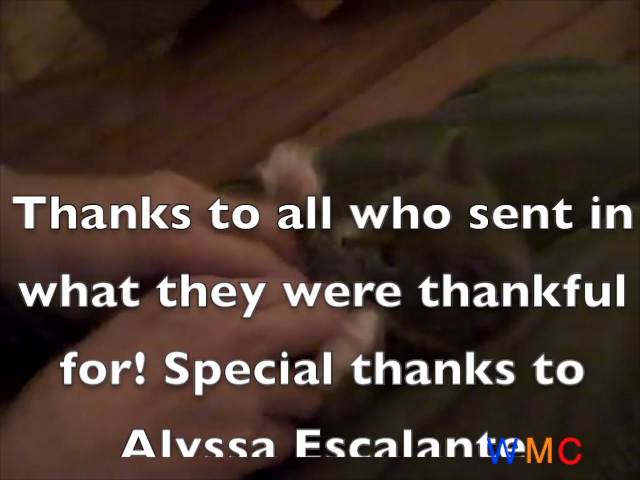 Thanks to all who sent in
what they were thankful
for! Special thanks to
Alyssa Escalante
WMC